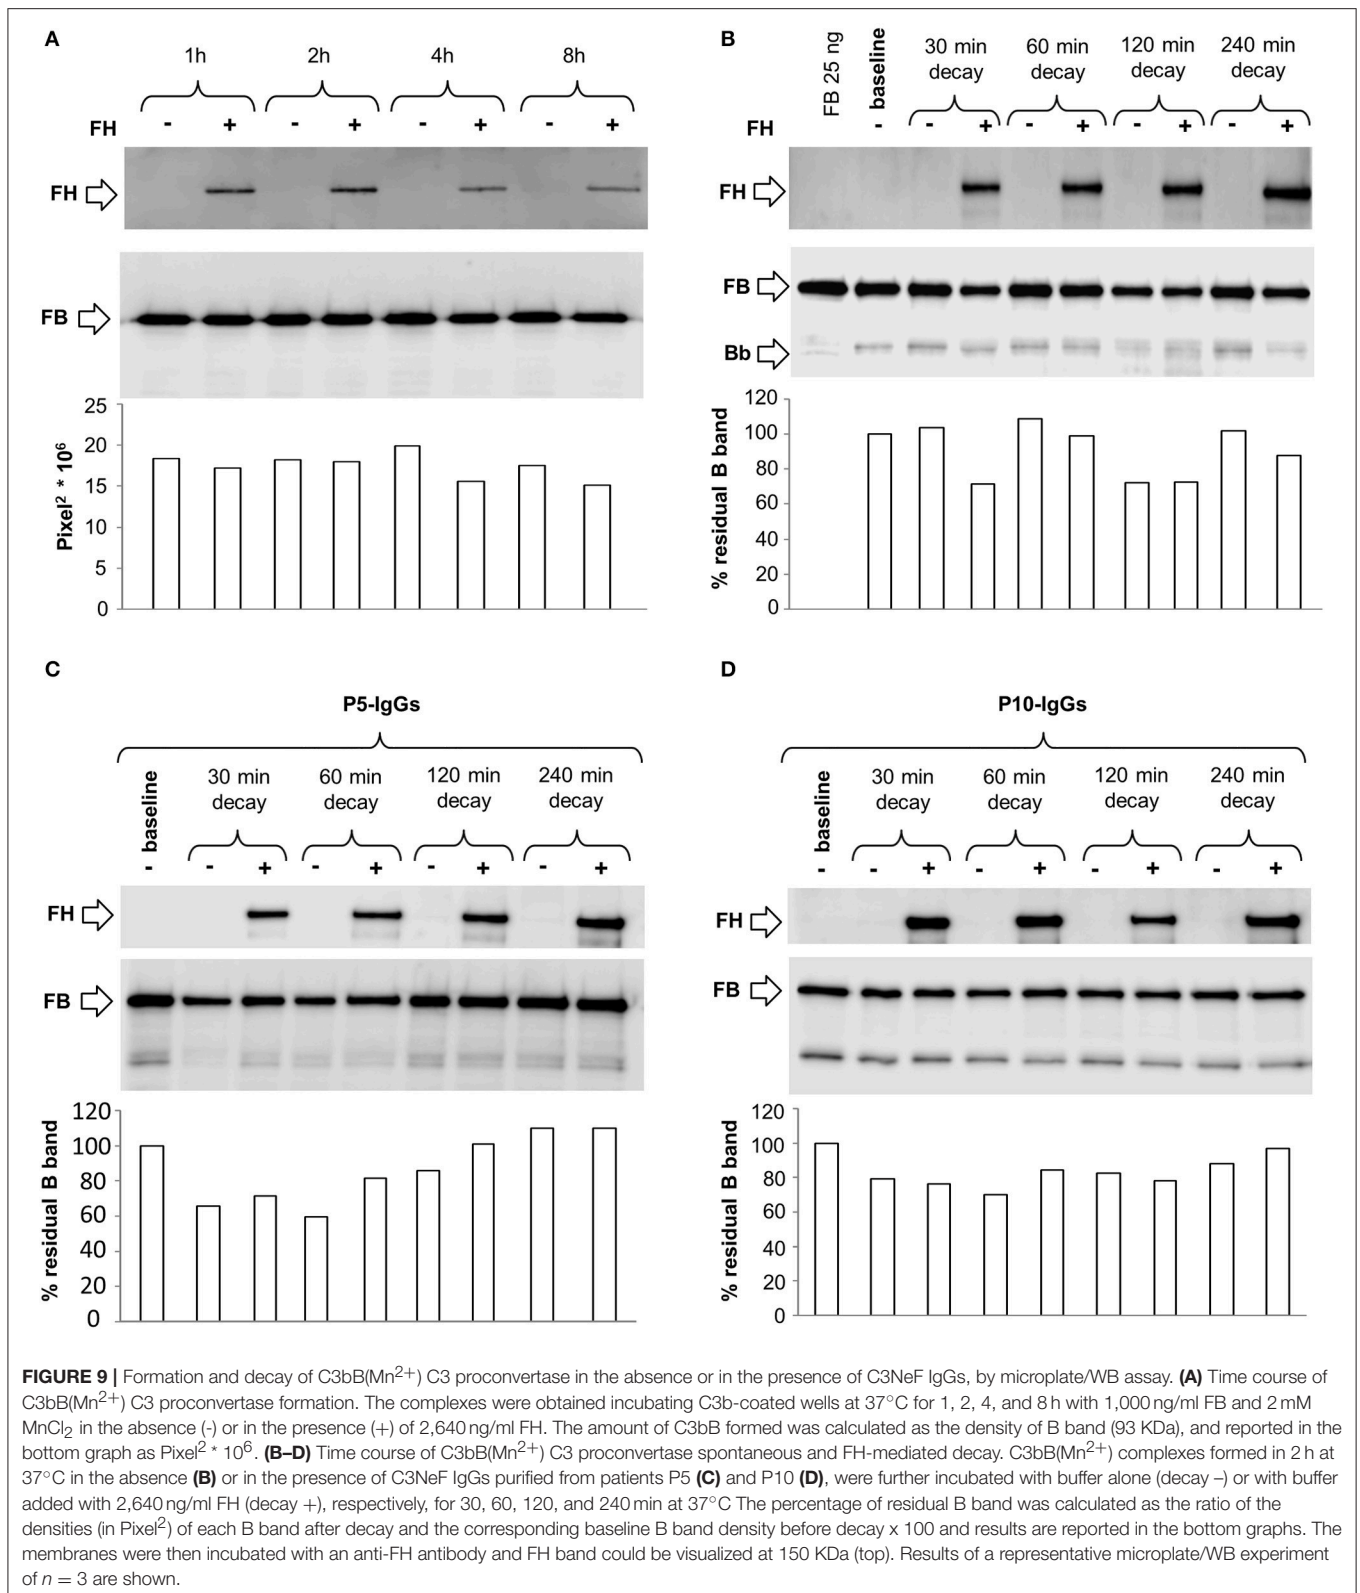 A
1h 2h 4h 8h
FH - + - + - + - +
FH
FB
25
20
15
10
5
0
Pixel² * 10⁶
B
FB 25 ng
baseline
30 min 60 min 120 min 240 min
decay decay decay decay
FH - - + - + - + - +
FH
FB
Bb
120
100
80
60
40
20
0
% residual B band
C
P5-IgGs
baseline
30 min 60 min 120 min 240 min
decay decay decay decay
- - + - + - + - +
FH
FB
120
100
80
60
40
20
0
% residual B band
D
P10-IgGs
baseline
30 min 60 min 120 min 240 min
decay decay decay decay
- - + - + - + - +
FH
FB
120
100
80
60
40
20
0
% residual B band
FIGURE 9 | Formation and decay of C3bB(Mn²⁺) C3 proconvertase in the absence or in the presence of C3NeF IgGs, by microplate/WB assay. (A) Time course of
C3bB(Mn²⁺) C3 proconvertase formation. The complexes were obtained incubating C3b-coated wells at 37°C for 1, 2, 4, and 8 h with 1,000 ng/ml FB and 2 mM
MnCl₂ in the absence (-) or in the presence (+) of 2,640 ng/ml FH. The amount of C3bB formed was calculated as the density of B band (93 KDa), and reported in the
bottom graph as Pixel² * 10⁶. (B–D) Time course of C3bB(Mn²⁺) C3 proconvertase spontaneous and FH-mediated decay. C3bB(Mn²⁺) complexes formed in 2 h at
37°C in the absence (B) or in the presence of C3NeF IgGs purified from patients P5 (C) and P10 (D), were further incubated with buffer alone (decay –) or with buffer
added with 2,640 ng/ml FH (decay +), respectively, for 30, 60, 120, and 240 min at 37°C The percentage of residual B band was calculated as the ratio of the
densities (in Pixel²) of each B band after decay and the corresponding baseline B band density before decay x 100 and results are reported in the bottom graphs. The
membranes were then incubated with an anti-FH antibody and FH band could be visualized at 150 KDa (top). Results of a representative microplate/WB experiment
of n = 3 are shown.